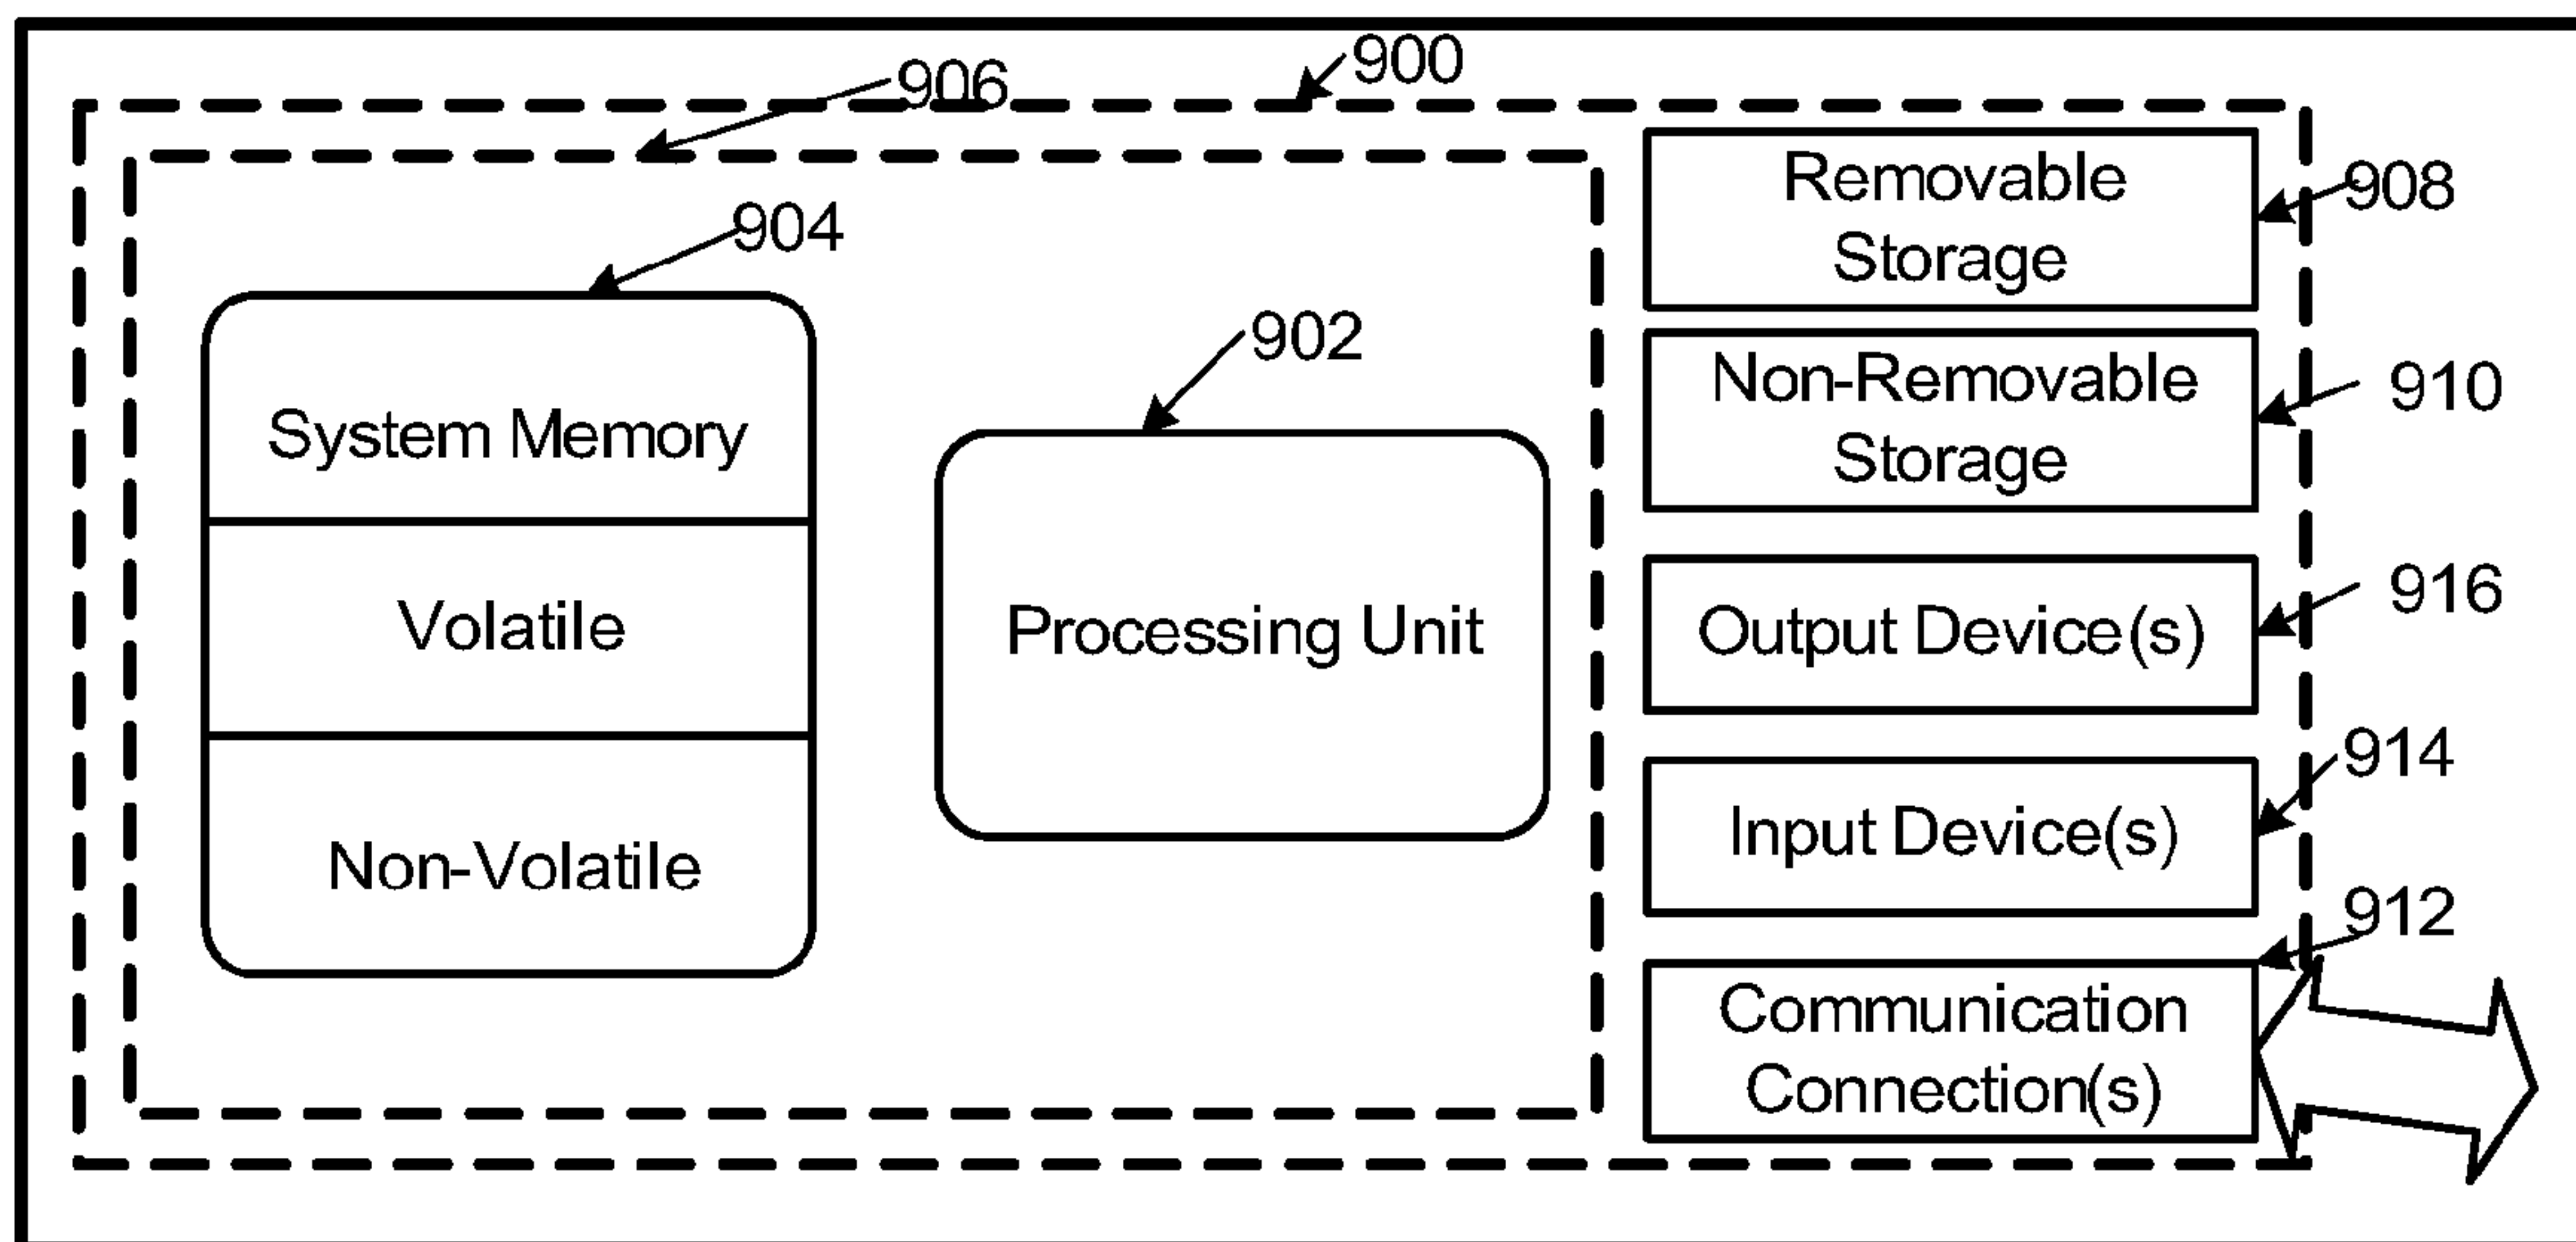 900
906
Removable
Storage
908
904
902
Non-Removable
Storage
910
System Memory
Volatile
Non-Volatile
Processing Unit
Output Device(s)
916
Input Device(s)
914
912
Communication
Connection(s)